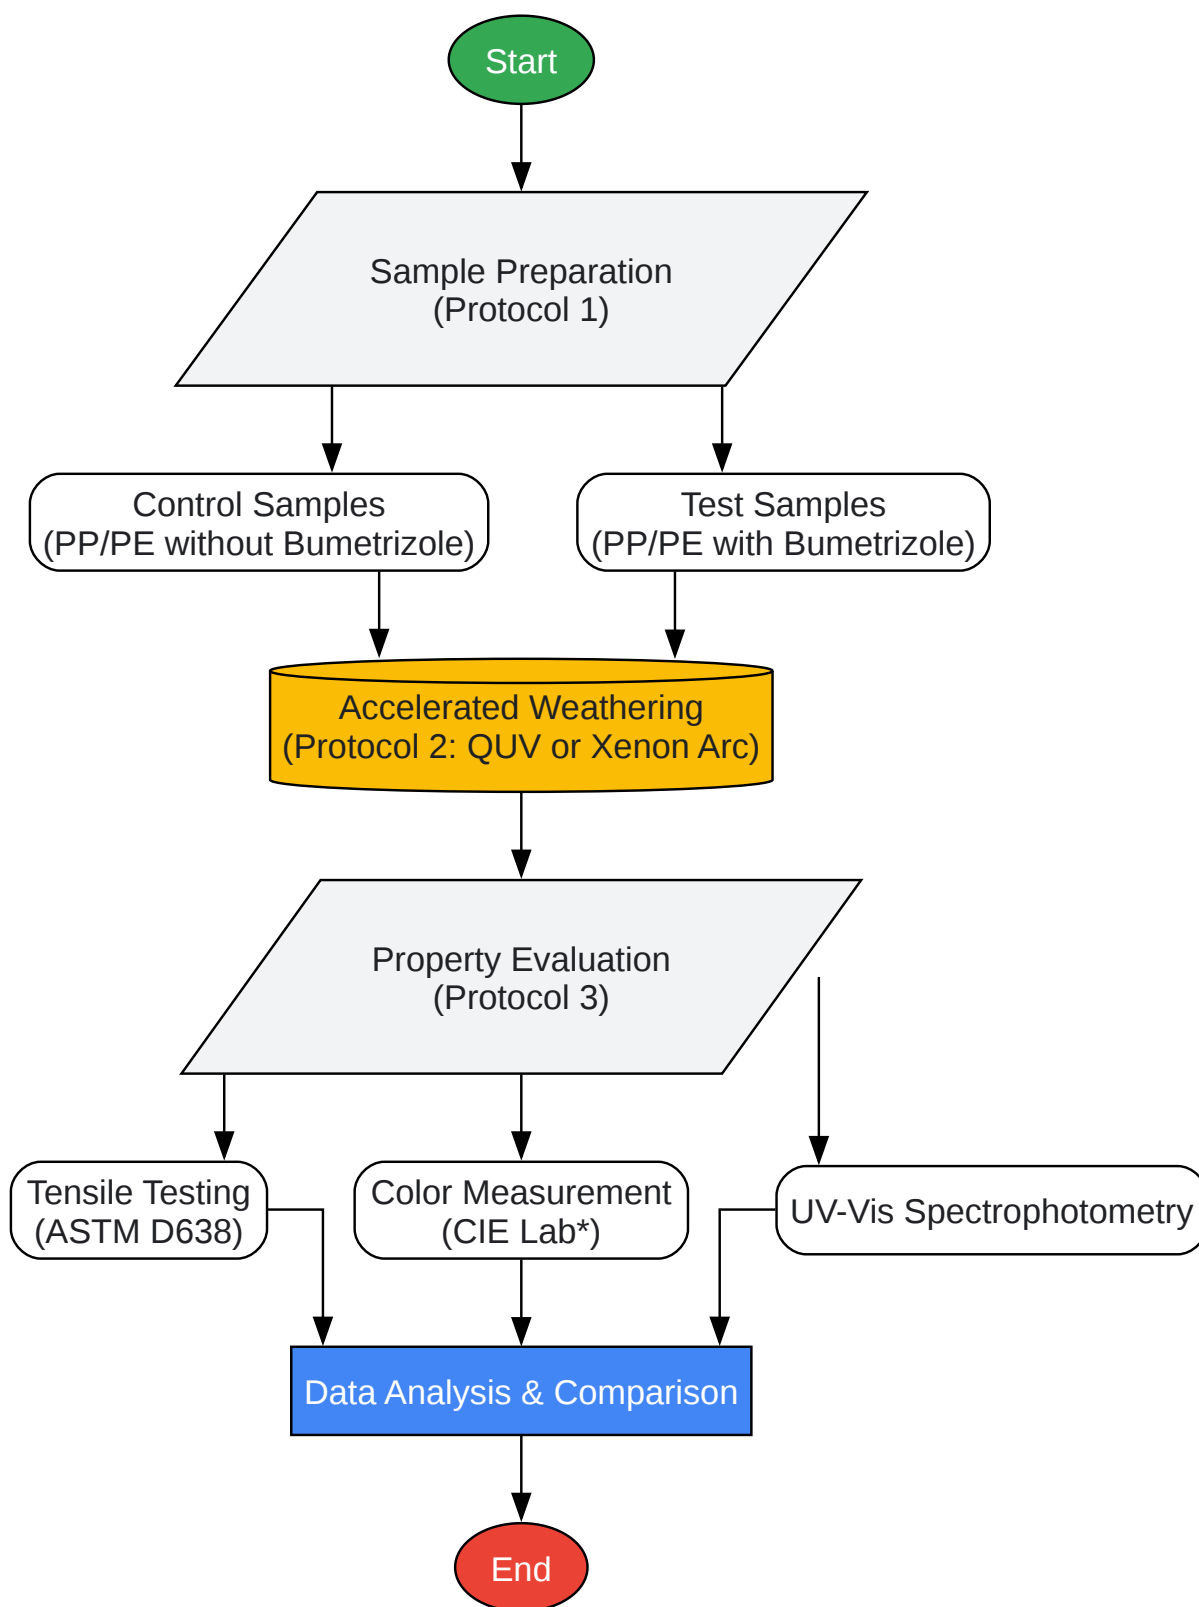 Start
Sample Preparation
(Protocol 1)
Control Samples
(PP/PE without Bumetrizole)
Test Samples
(PP/PE with Bumetrizole)
Accelerated Weathering
(Protocol 2: QUV or Xenon Arc)
Property Evaluation
(Protocol 3)
Tensile Testing
(ASTM D638)
Color Measurement
(CIE Lab*)
UV-Vis Spectrophotometry
Data Analysis & Comparison
End